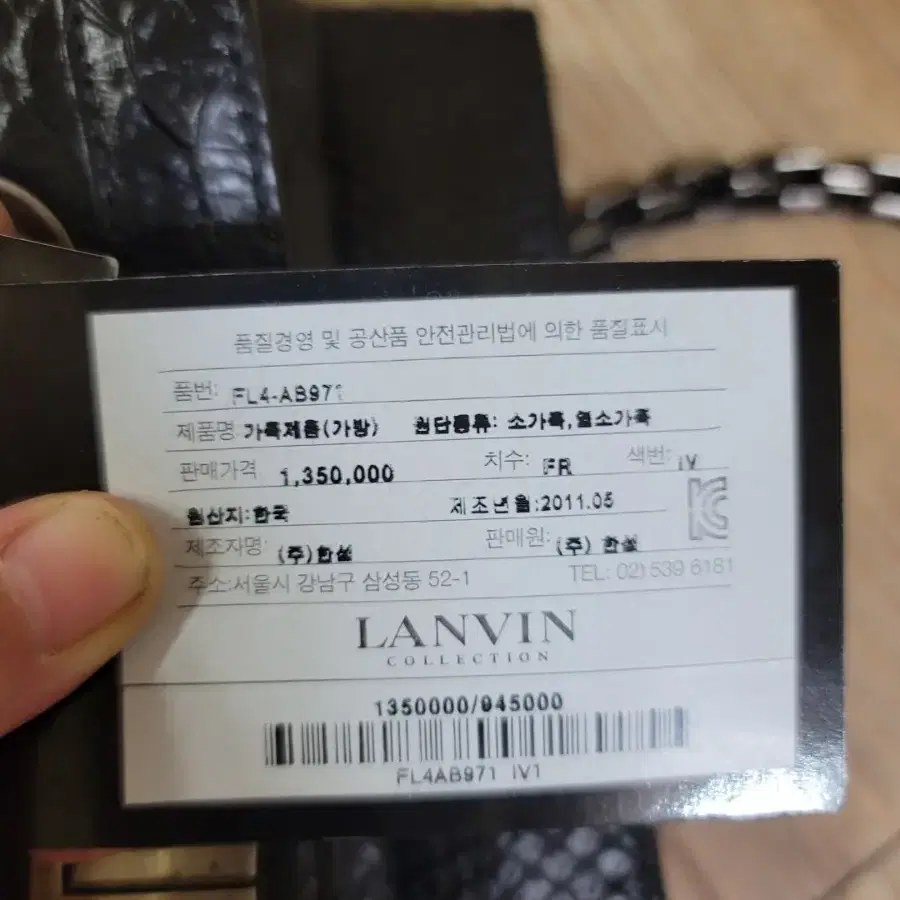 품질경영 및 공산품 안전관리법에 의한 품질표시
품번: FL4-AB971
제품명 가죽제품(가방) 원단종류: 소가죽,염소가죽
판매가격 1,350,000 치수: FR 색번: IV
원산지:한국 제조년월:2011.05
제조자명: (주)한섬 판매원: (주) 한섬
주소:서울시 강남구 삼성동 52-1 TEL: 02) 539 6181
LANVIN
COLLECTION
1350000/945000
FL4AB971 IV1